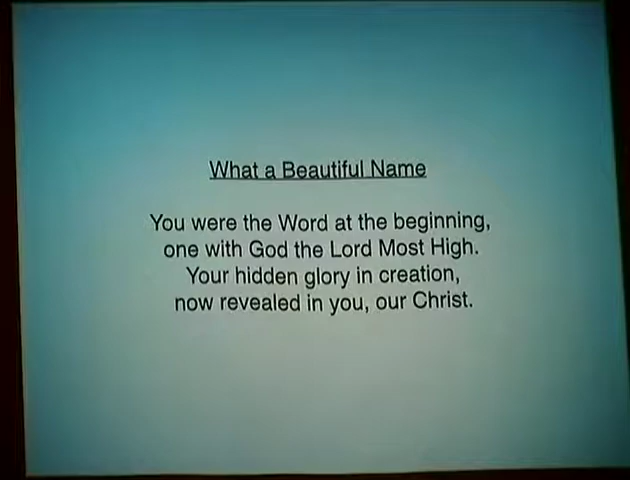 What a Beautiful Name
You were the Word at the beginning,
one with God the Lord Most High.
Your hidden glory in creation,
now revealed in you, our Christ.